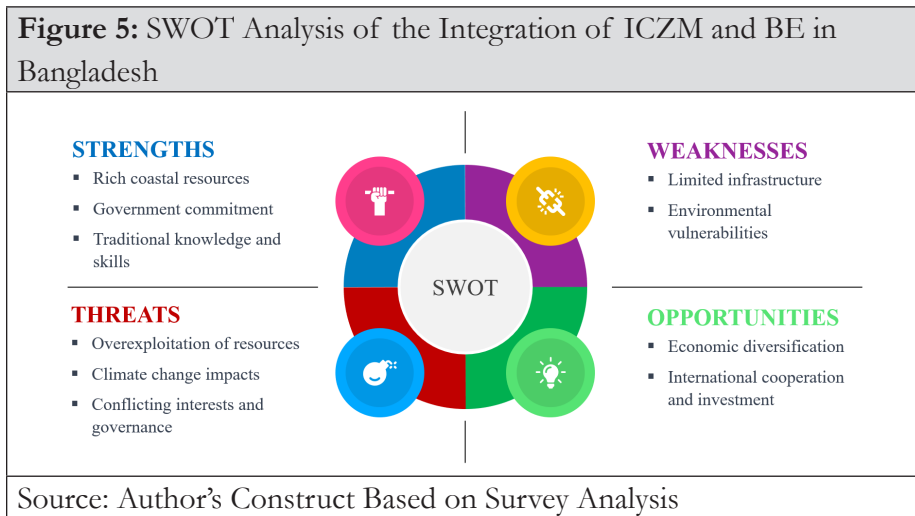 Figure 5: SWOT Analysis of the Integration of ICZM and BE in
Bangladesh
STRENGTHS
▪ Rich coastal resources
▪ Government commitment
▪ Traditional knowledge and
skills
WEAKNESSES
▪ Limited infrastructure
▪ Environmental
vulnerabilities
SWOT
THREATS
▪ Overexploitation of resources
▪ Climate change impacts
▪ Conflicting interests and
governance
OPPORTUNITIES
▪ Economic diversification
▪ International cooperation
and investment
Source: Author’s Construct Based on Survey Analysis